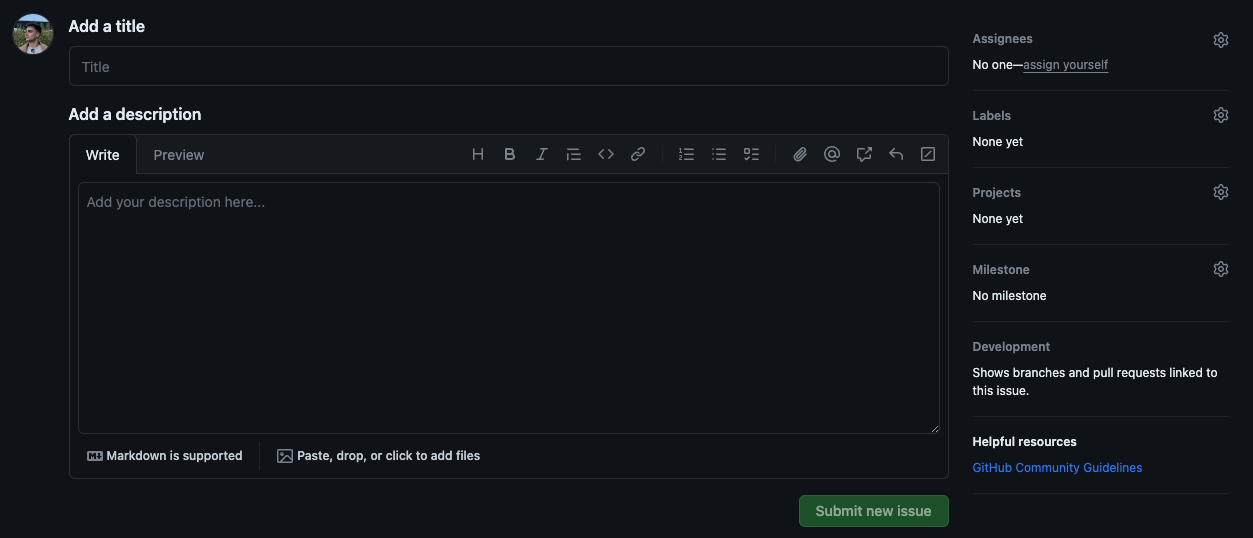 Add a title
Title
Add a description
Write
Preview
H B I
Add your description here...
Markdown is supported
Paste, drop, or click to add files
Submit new issue
Assignees
No one—assign yourself
Labels
None yet
Projects
None yet
Milestone
No milestone
Development
Shows branches and pull requests linked to
this issue.
Helpful resources
GitHub Community Guidelines